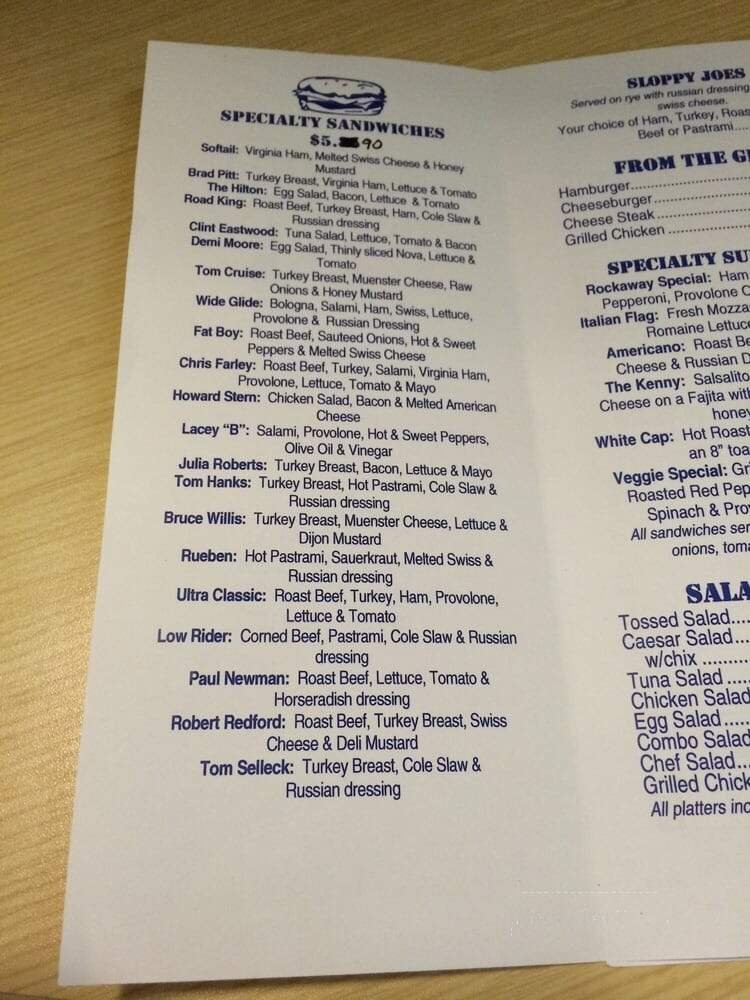 SPECIALTY SANDWICHES
$5.90
Softail: Virginia Ham, Melted Swiss Cheese & Honey
Mustard
Brad Pitt: Turkey Breast, Virginia Ham, Lettuce & Tomato
The Hilton: Egg Salad, Bacon, Lettuce & Tomato
Road King: Roast Beef, Turkey Breast, Ham, Cole Slaw &
Russian dressing
Clint Eastwood: Tuna Salad, Lettuce, Tomato & Bacon
Demi Moore: Egg Salad, Thinly sliced Nova, Lettuce &
Tomato
Tom Cruise: Turkey Breast, Muenster Cheese, Raw
Onions & Honey Mustard
Wide Glide: Bologna, Salami, Ham, Swiss, Lettuce,
Provolone & Russian Dressing
Fat Boy: Roast Beef, Sauteed Onions, Hot & Sweet
Peppers & Melted Swiss Cheese
Chris Farley: Roast Beef, Turkey, Salami, Virginia Ham,
Provolone, Lettuce, Tomato & Mayo
Howard Stern: Chicken Salad, Bacon & Melted American
Cheese
Lacey “B”: Salami, Provolone, Hot & Sweet Peppers,
Olive Oil & Vinegar
Julia Roberts: Turkey Breast, Bacon, Lettuce & Mayo
Tom Hanks: Turkey Breast, Hot Pastrami, Cole Slaw &
Russian dressing
Bruce Willis: Turkey Breast, Muenster Cheese, Lettuce &
Dijon Mustard
Rueben: Hot Pastrami, Sauerkraut, Melted Swiss &
Russian dressing
Ultra Classic: Roast Beef, Turkey, Ham, Provolone,
Lettuce & Tomato
Low Rider: Corned Beef, Pastrami, Cole Slaw & Russian
dressing
Paul Newman: Roast Beef, Lettuce, Tomato &
Horseradish dressing
Robert Redford: Roast Beef, Turkey Breast, Swiss
Cheese & Deli Mustard
Tom Selleck: Turkey Breast, Cole Slaw &
Russian dressing
SLOPPY JOES
Served on rye with russian dressing
swiss cheese.
Your choice of Ham, Turkey, Roas
Beef or Pastrami....
FROM THE G
Hamburger
Cheeseburger
Cheese Steak
Grilled Chicken
SPECIALTY SU
Rockaway Special: Ham
Pepperoni, Provolone C
Italian Flag: Fresh Mozza
Romaine Lettuce
Americano: Roast Be
Cheese & Russian D
The Kenny: Salsalito
Cheese on a Fajita with
honey
White Cap: Hot Roast
an 8” toa
Veggie Special: Gr
Roasted Red Pep
Spinach & Pro
All sandwiches ser
onions, toma
SALA
Tossed Salad....
Caesar Salad....
w/chix
Tuna Salad
Chicken Salad
Egg Salad
Combo Salad
Chef Salad...
Grilled Chick
All platters inc